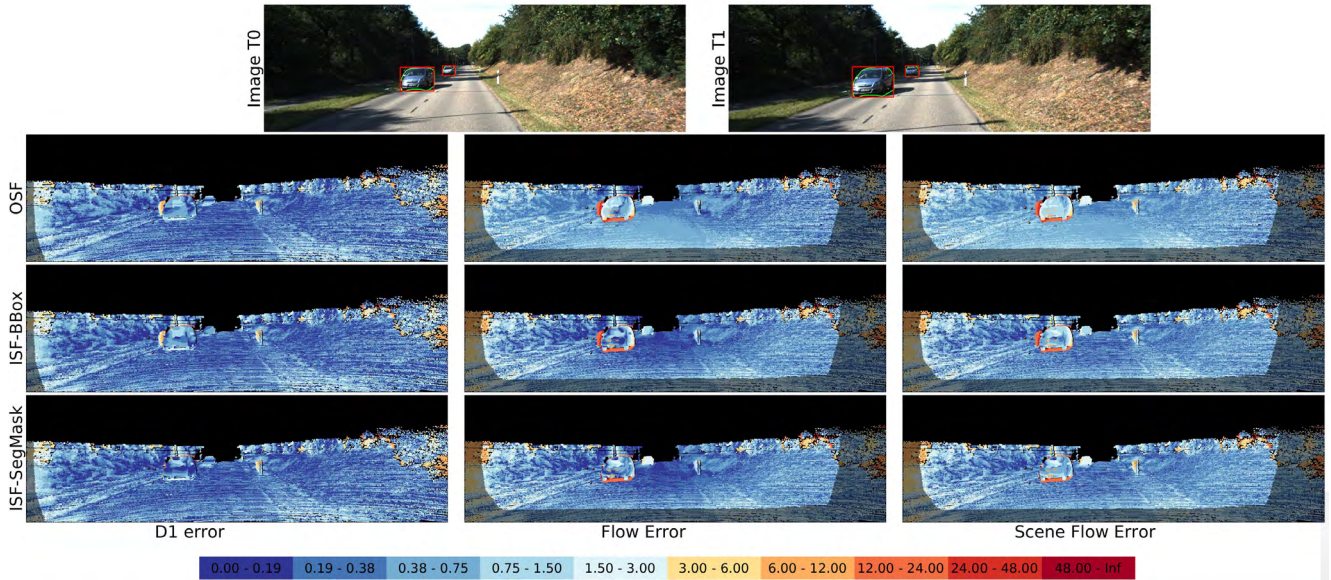 Image T0
Image T1
OSF
ISF-BBox
ISF-SegMask
D1 error
Flow Error
Scene Flow Error
0.00 - 0.19
0.19 - 0.38
0.38 - 0.75
0.75 - 1.50
1.50 - 3.00
3.00 - 6.00
6.00 - 12.00
12.00 - 24.00
24.00 - 48.00
48.00 - Inf